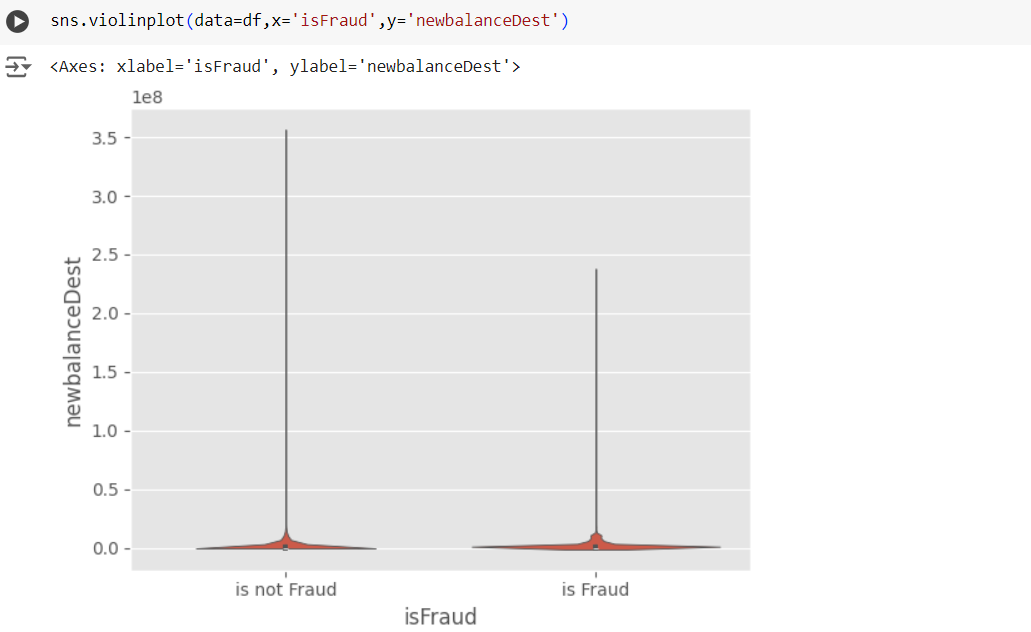 sns.violinplot(data=df,x='isFraud',y='newbalanceDest')
<Axes: xlabel='isFraud', ylabel='newbalanceDest'>
1e8
3.5
3.0
2.5
2.0
1.5
1.0
0.5
0.0
newbalanceDest
is not Fraud
is Fraud
isFraud